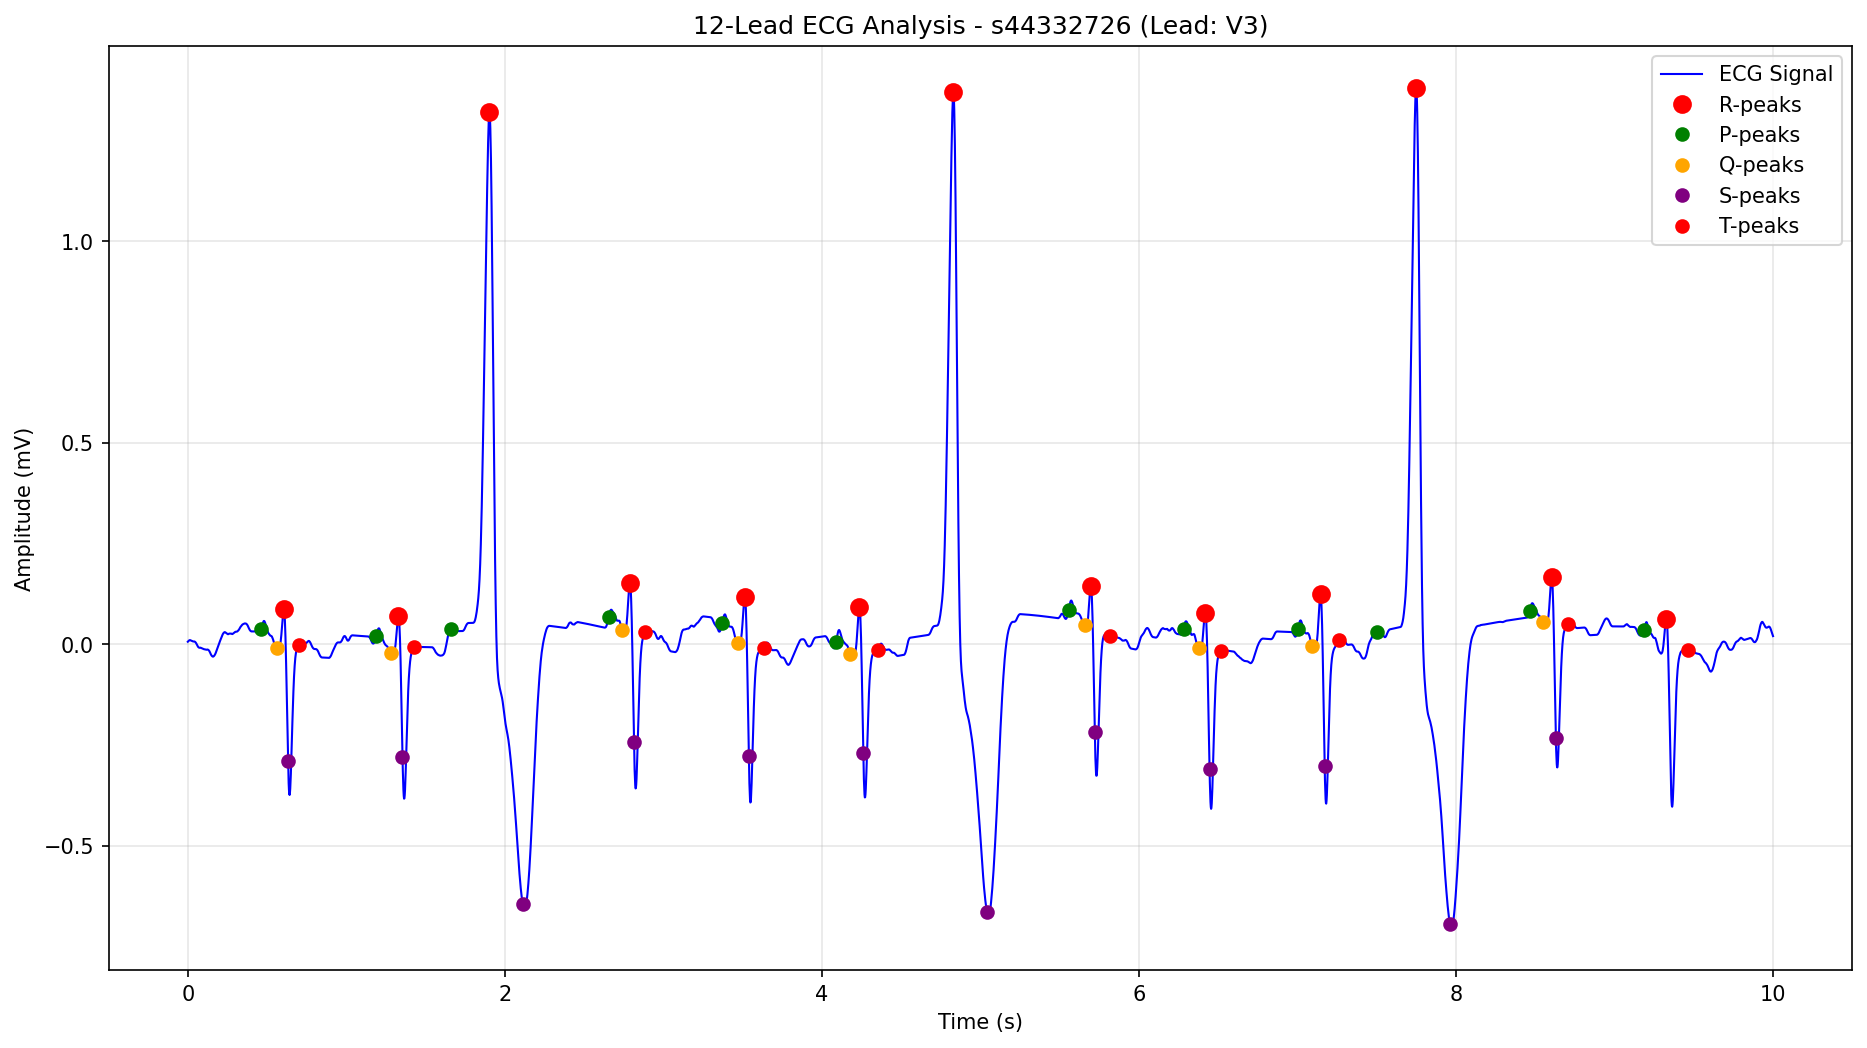 12-Lead ECG Analysis - s44332726 (Lead: V3)
ECG Signal
R-peaks
P-peaks
Q-peaks
S-peaks
T-peaks
Amplitude (mV)
1.0
0.5
0.0
−0.5
0 2 4 6 8 10
Time (s)